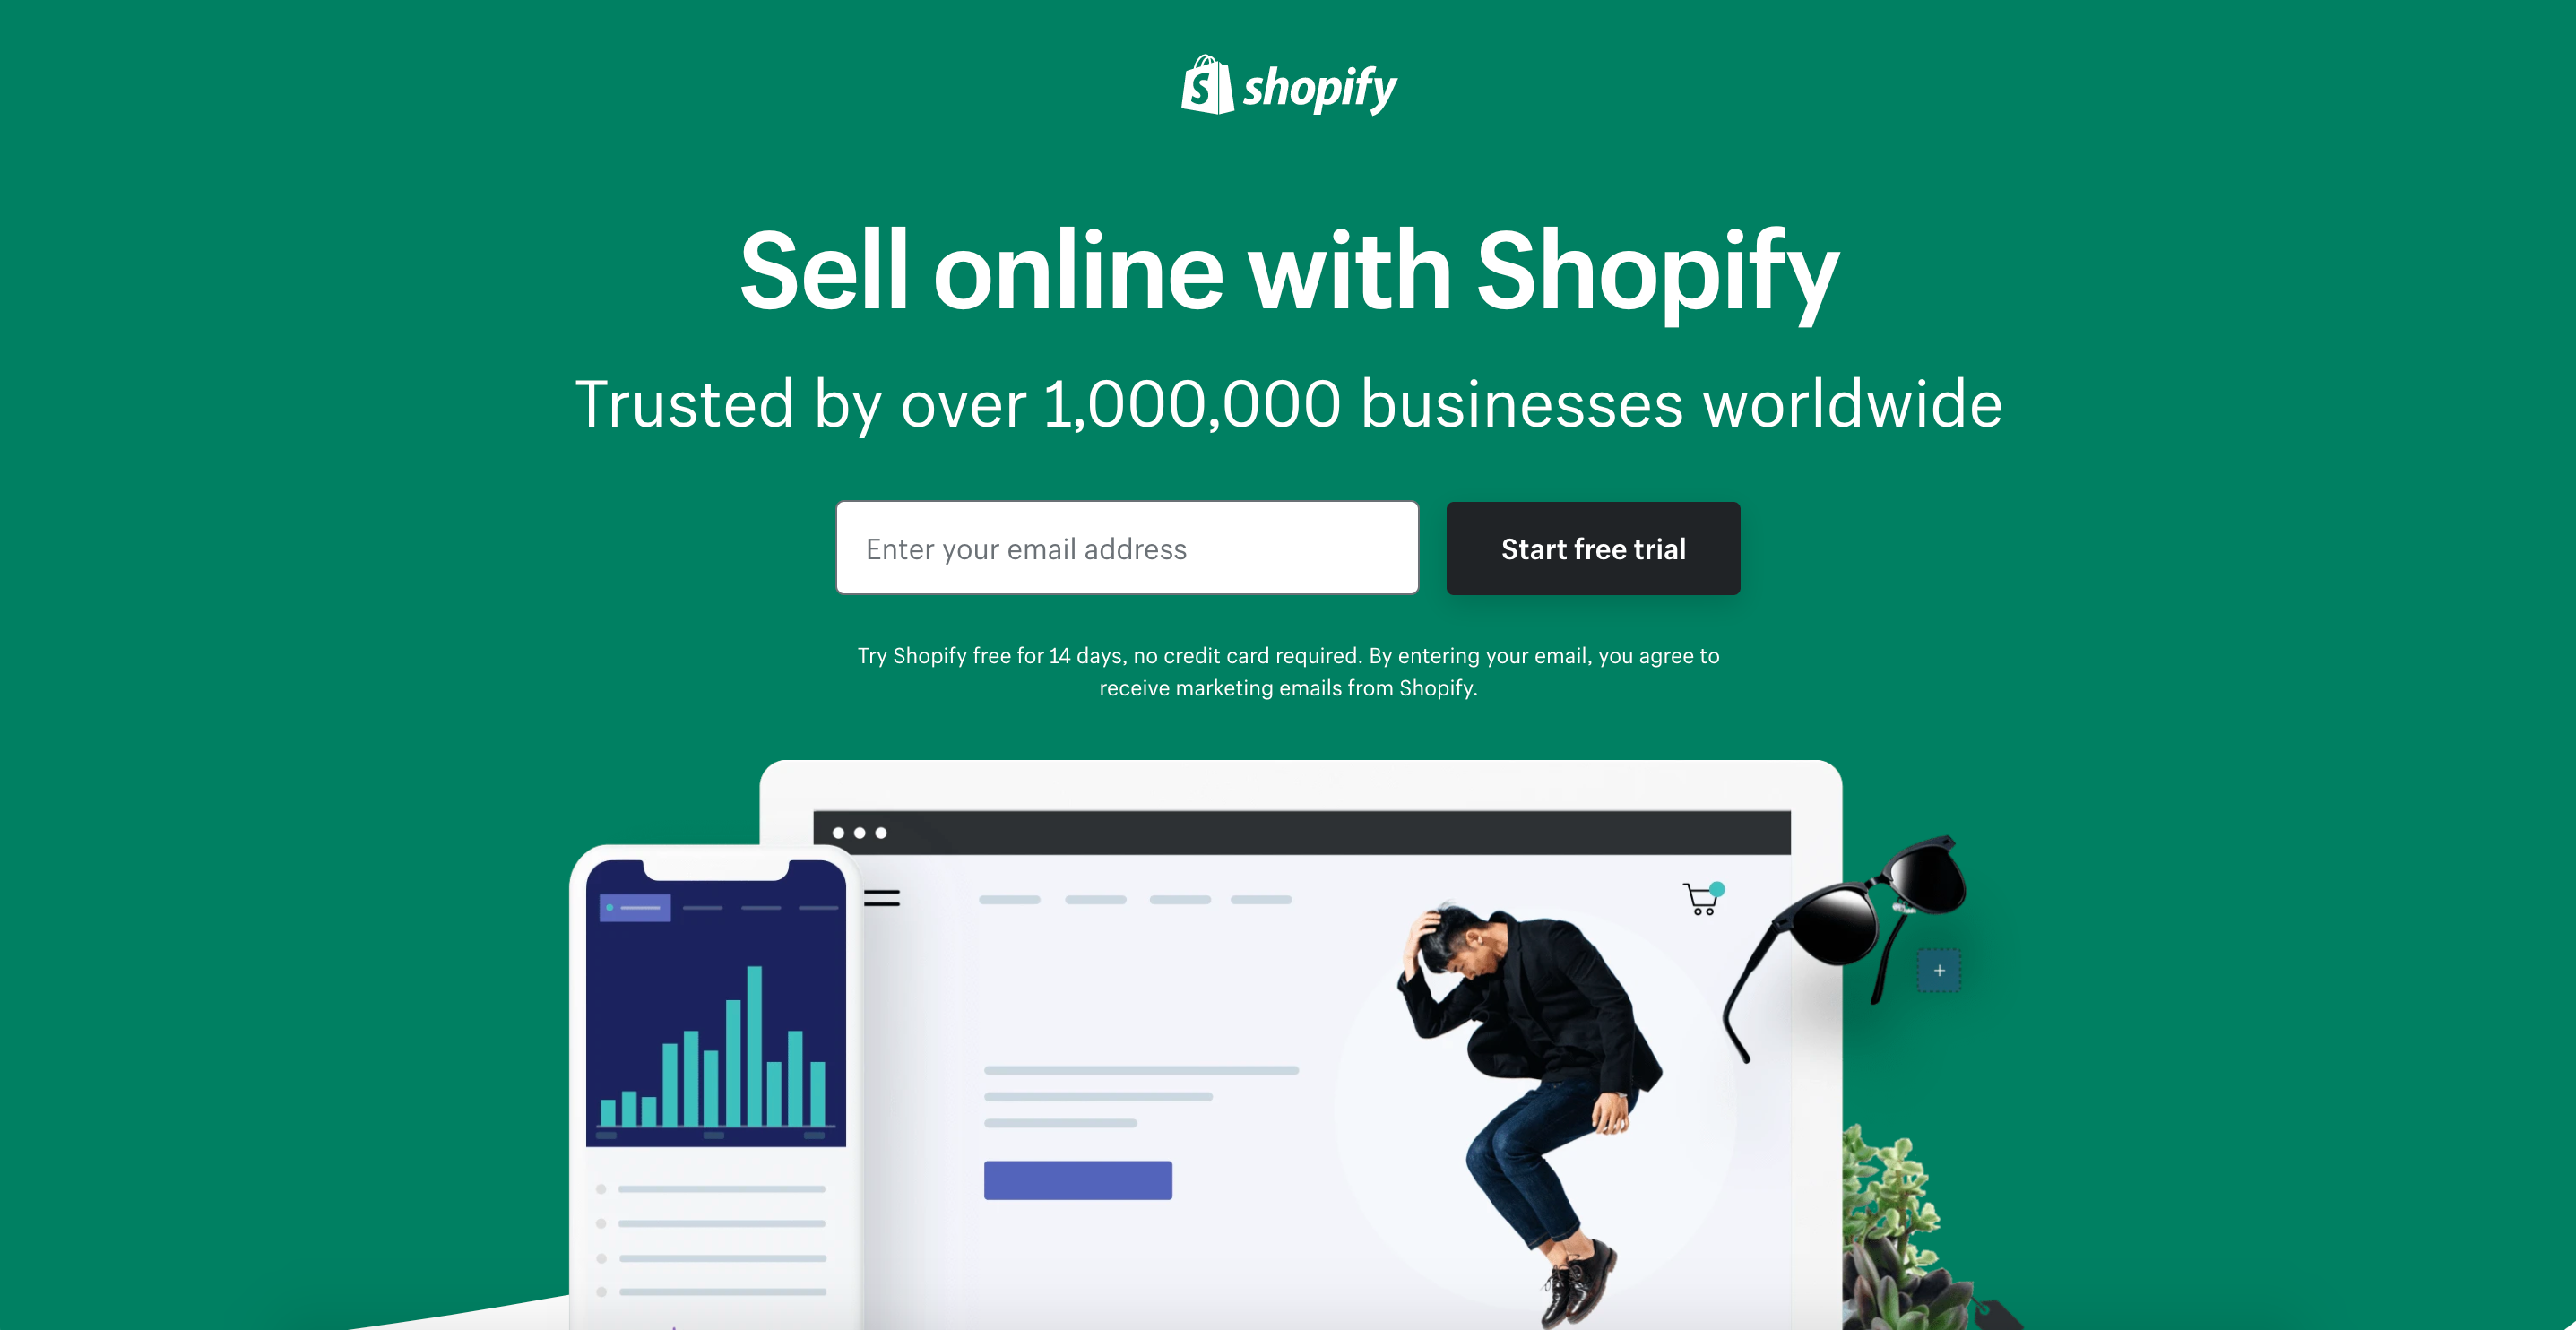 shopify
Sell online with Shopify
Trusted by over 1,000,000 businesses worldwide
Enter your email address
Start free trial
Try Shopify free for 14 days, no credit card required. By entering your email, you agree to
receive marketing emails from Shopify.